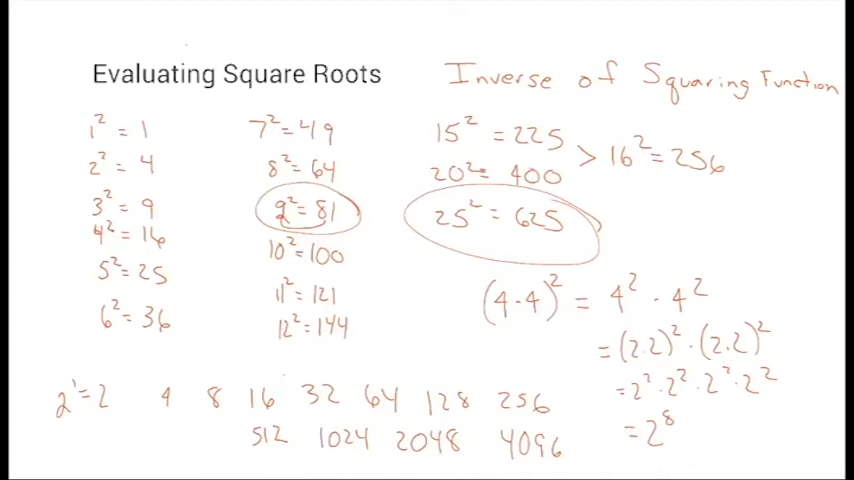 Evaluating Square Roots
Inverse of Squaring Function
1² = 1
2² = 4
3² = 9
4² = 16
5² = 25
6² = 36
7² = 49
8² = 64
9² = 81
10² = 100
11² = 121
12² = 144
15² = 225
20² = 400
> 16² = 256
25² = 625
(4·4)² = 4² · 4²
= (2·2)² · (2·2)²
= 2² · 2² · 2² · 2²
= 2⁸
2¹ = 2 4 8 16 32 64 128 256
512 1024 2048 4096